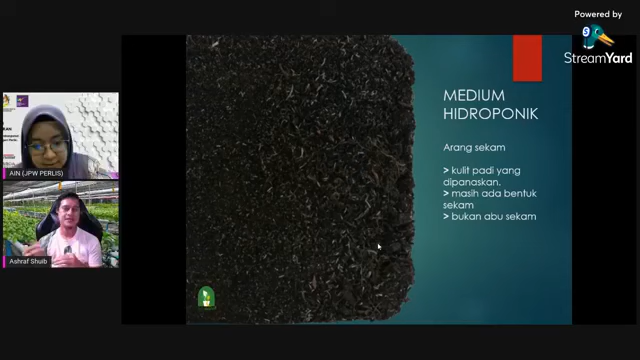 Powered by
StreamYard
MEDIUM
HIDROPONIK
Arang sekam
> kulit padi yang
dipanaskan.
> masih ada bentuk
sekam
> bukan abu sekam
AIN (JPW PERLIS)
Ashraf Shuib